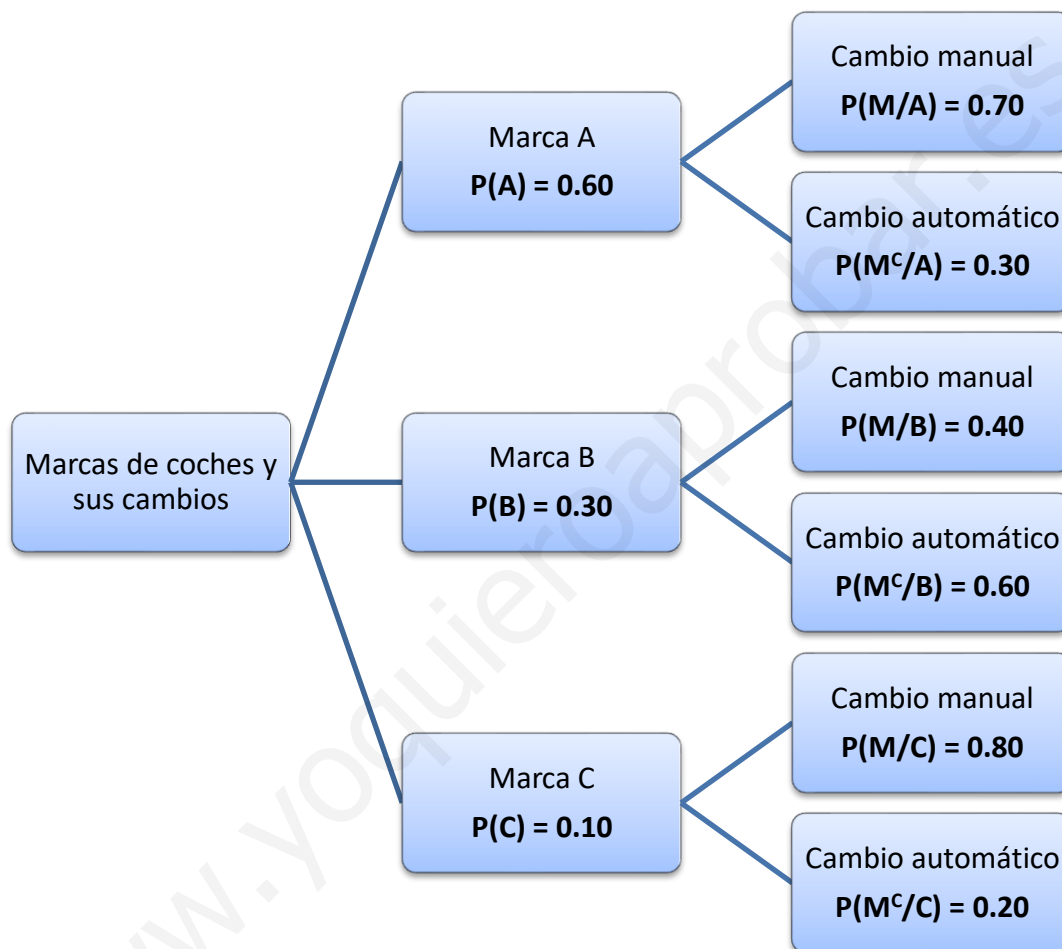 Cambio manual
P(M/A) = 0.70
Marca A
P(A) = 0.60
Cambio automático
P(Mᶜ/A) = 0.30
Cambio manual
P(M/B) = 0.40
Marcas de coches y
sus cambios
Marca B
P(B) = 0.30
Cambio automático
P(Mᶜ/B) = 0.60
Cambio manual
P(M/C) = 0.80
Marca C
P(C) = 0.10
Cambio automático
P(Mᶜ/C) = 0.20
www.yoquieroaprobar.es